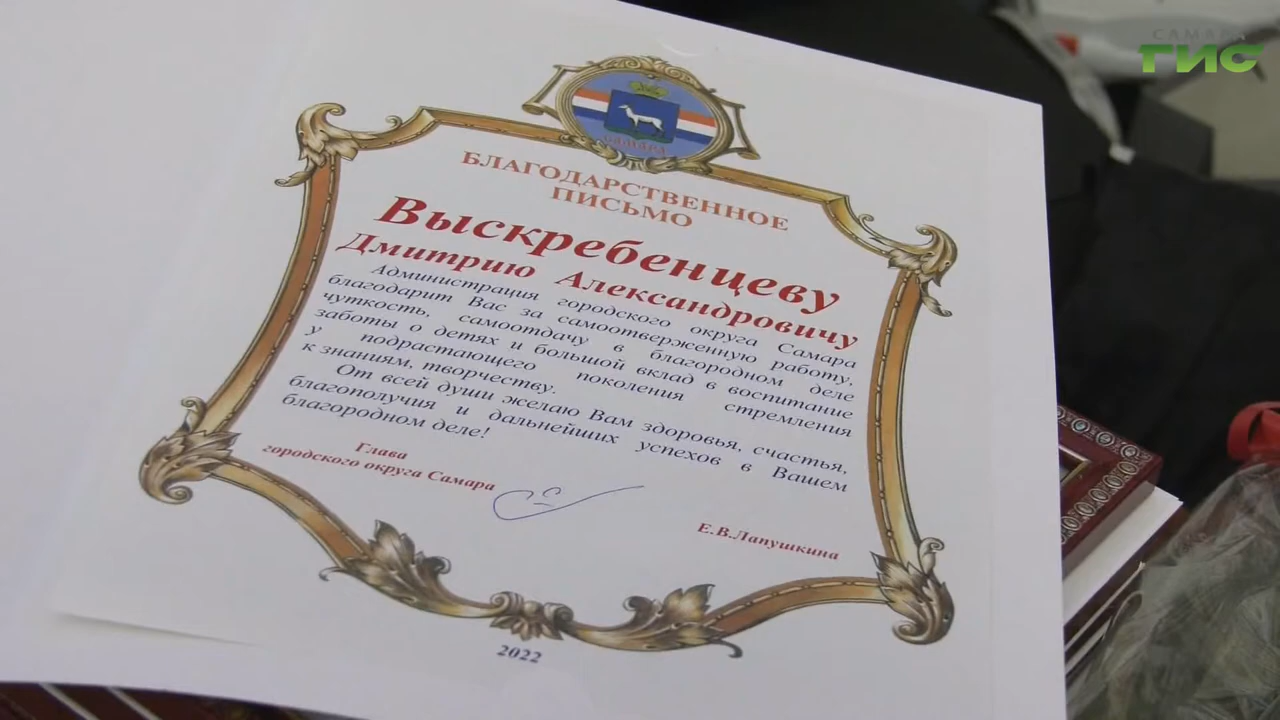 САМАРА
ГИС
САМАРА
БЛАГОДАРСТВЕННОЕ
ПИСЬМО
Выскребенцеву
Дмитрию Александровичу
Администрация городского округа Самара
благодарит Вас за самоотверженную работу,
чуткость, самоотдачу в благородном деле
заботы о детях и большой вклад в воспитание
у подрастающего поколения стремления
к знаниям, творчеству.
От всей души желаю Вам здоровья, счастья,
благополучия и дальнейших успехов в Вашем
благородном деле!
Глава
городского округа Самара
Е.В.Лапушкина
2022